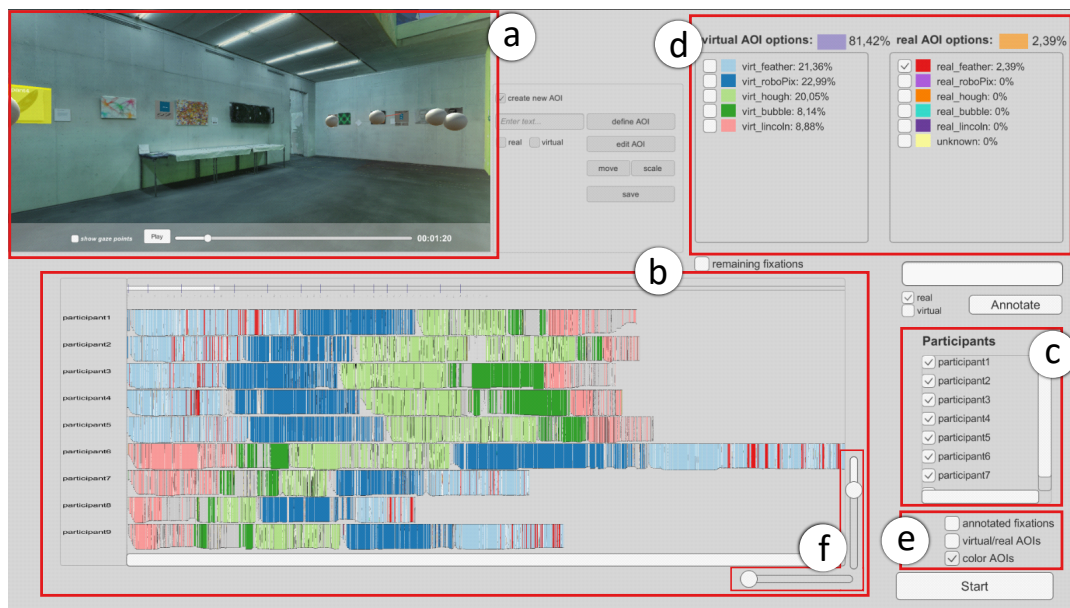 a
show gaze points
Play
00:01:20
create new AOI
Enter text...
define AOI
real
virtual
edit AOI
move
scale
save
d
virtual AOI options:
81,42%
real AOI options:
2,39%
virt_feather: 21,36%
virt_roboPix: 22,99%
virt_hough: 20,05%
virt_bubble: 8,14%
virt_lincoln: 8,88%
real_feather: 2,39%
real_roboPix: 0%
real_hough: 0%
real_bubble: 0%
real_lincoln: 0%
unknown: 0%
remaining fixations
b
participant1
participant2
participant3
participant4
participant5
participant6
participant7
participant8
participant9
f
real
virtual
Annotate
Participants
c
participant1
participant2
participant3
participant4
participant5
participant6
participant7
e
annotated fixations
virtual/real AOIs
color AOIs
Start